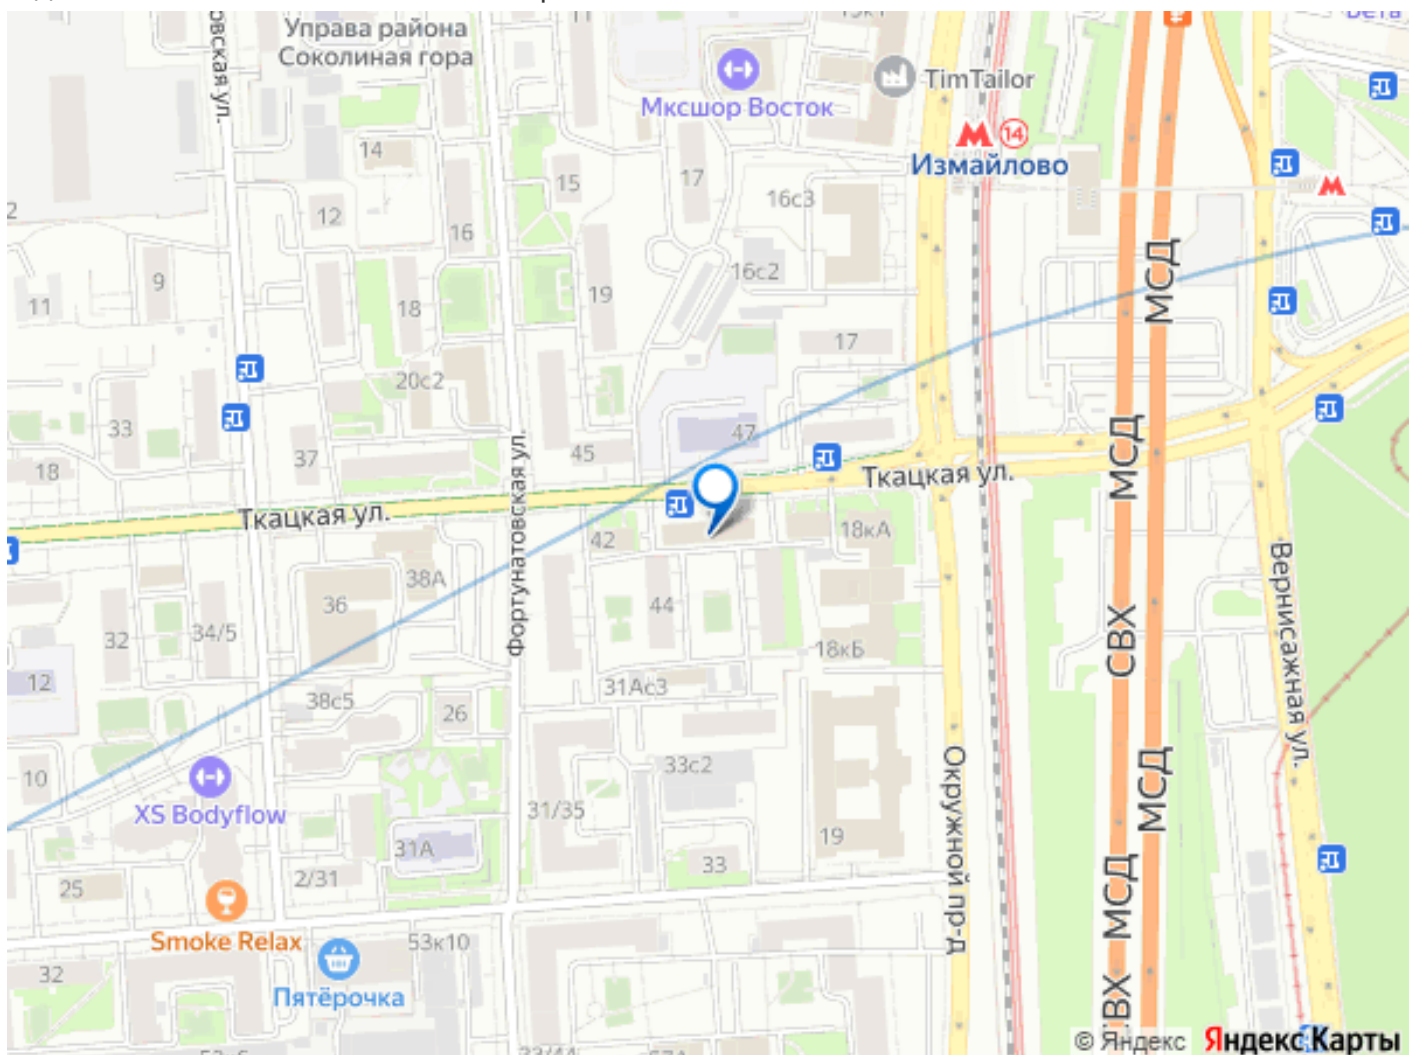 Управа района
Соколиная гора
Мксшор Восток
TimTailor
14
Измайлово
14
16
12
15
17
16с3
16с2
9
11
18
19
17
20с2
33
18
37
45
47
Ткацкая ул.
Ткацкая ул.
Фортунатовская ул.
42
44
18кА
18кБ
36
38А
32
34/5
12
38с5
26
31Ас3
33с2
10
XS Bodyflow
31/35
19
31А
33
2/31
25
Smoke Relax
Пятёрочка
53к10
32
Окружной пр-д
Вернисажная ул.
МСД
МСД
СВХ
МСД
МСД
© Яндекс Яндекс Карты